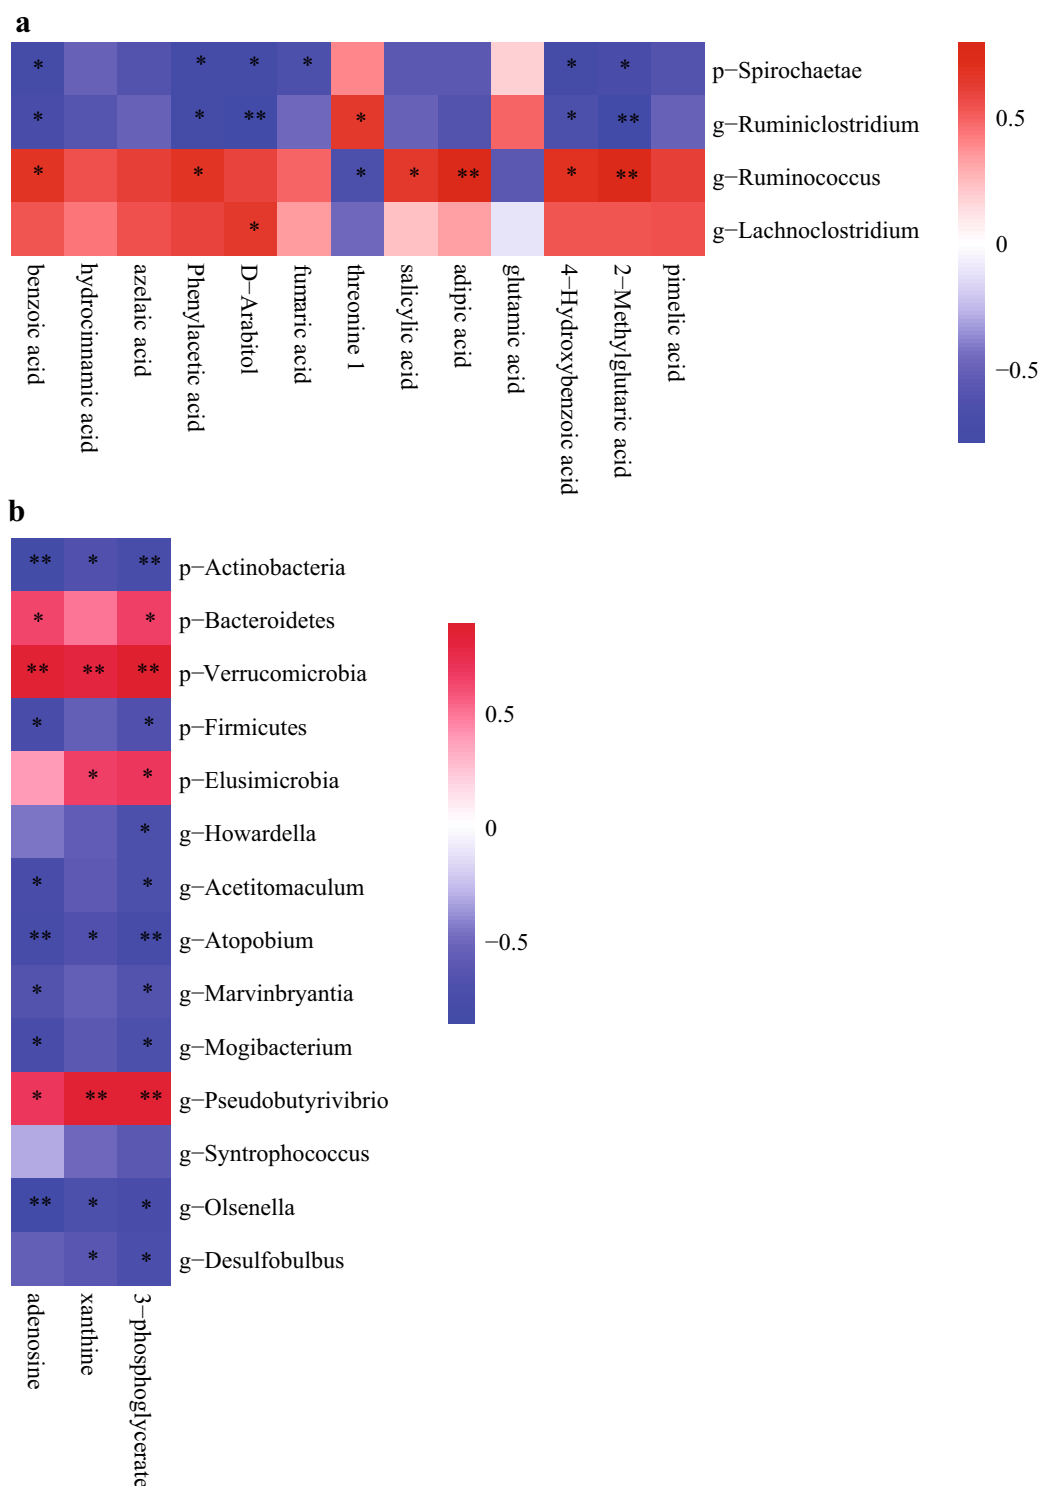 a
* * * * * * p−Spirochaetae
* * ** * * ** g−Ruminiclostridium
* * * * ** * ** g−Ruminococcus
* g−Lachnoclostridium
benzoic acid
hydrocinnamic acid
azelaic acid
Phenylacetic acid
D−Arabitol
fumaric acid
threonine 1
salicylic acid
adipic acid
glutamic acid
4−Hydroxybenzoic acid
2−Methylglutaric acid
pimelic acid
0.5
0
−0.5
b
** * ** p−Actinobacteria
* * p−Bacteroidetes
** ** ** p−Verrucomicrobia
* * p−Firmicutes
* * p−Elusimicrobia
* g−Howardella
* * g−Acetitomaculum
** * ** g−Atopobium
* * g−Marvinbryantia
* * g−Mogibacterium
* ** ** g−Pseudobutyrivibrio
g−Syntrophococcus
** * * g−Olsenella
* * g−Desulfobulbus
adenosine
xanthine
3−phosphoglycerate
0.5
0
−0.5